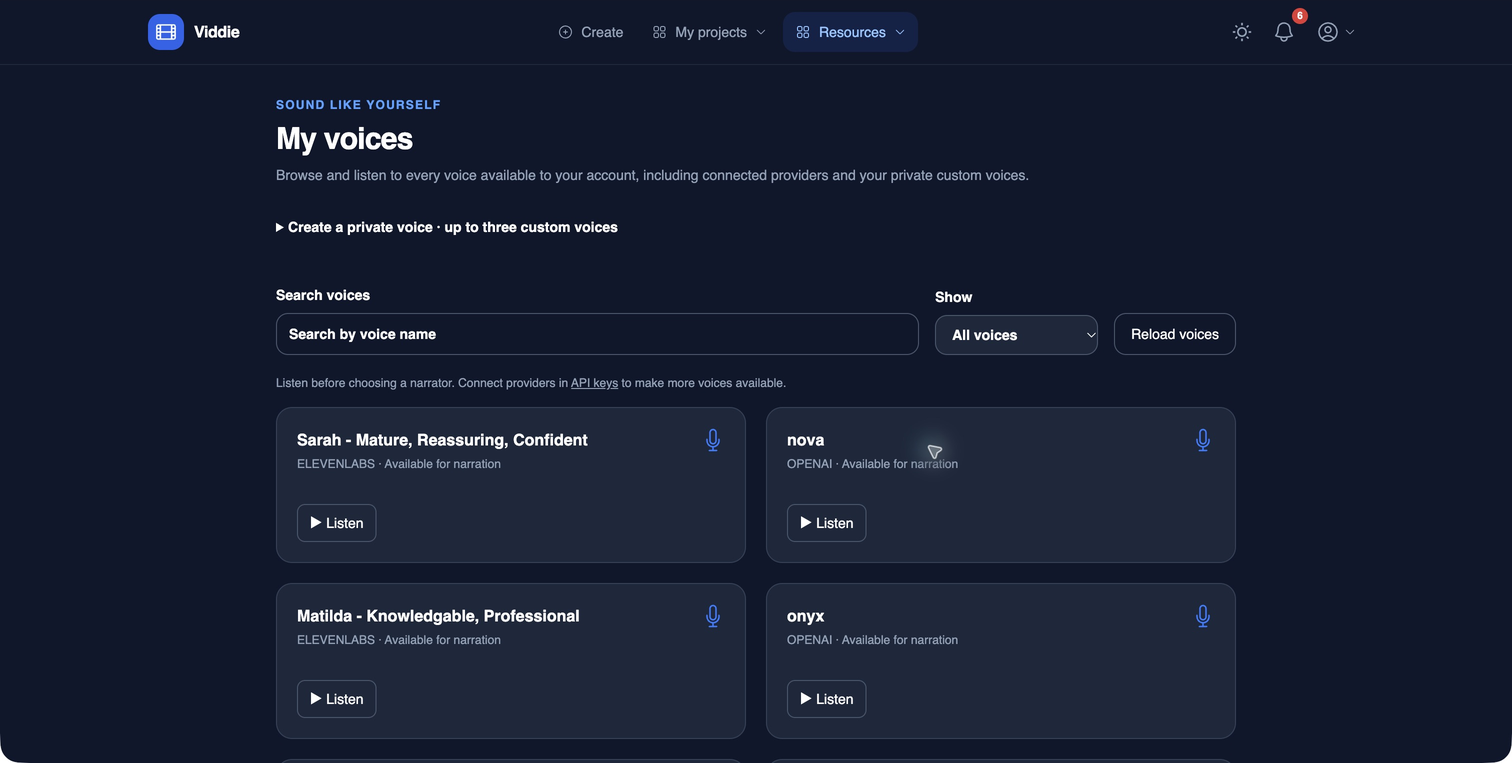 Viddie
Create
My projects
Resources
6
SOUND LIKE YOURSELF
My voices
Browse and listen to every voice available to your account, including connected providers and your private custom voices.
Create a private voice · up to three custom voices
Search voices
Show
Search by voice name
All voices
Reload voices
Listen before choosing a narrator. Connect providers in API keys to make more voices available.
Sarah - Mature, Reassuring, Confident
ELEVENLABS · Available for narration
Listen
nova
OPENAI · Available for narration
Listen
Matilda - Knowledgable, Professional
ELEVENLABS · Available for narration
Listen
onyx
OPENAI · Available for narration
Listen